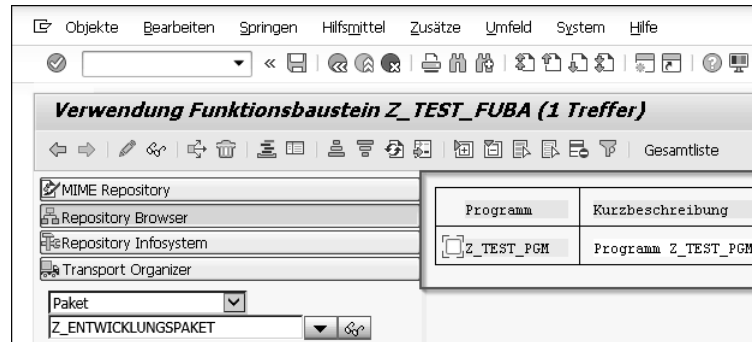 Objekte Bearbeiten Springen Hilfsmittel Zusätze Umfeld System Hilfe
Verwendung Funktionsbaustein Z_TEST_FUBA (1 Treffer)
Gesamtliste
MIME Repository
Repository Browser
Repository Infosystem
Transport Organizer
Paket
Z_ENTWICKLUNGSPAKET
Programm Kurzbeschreibung
Z_TEST_PGM Programm Z_TEST_PGM